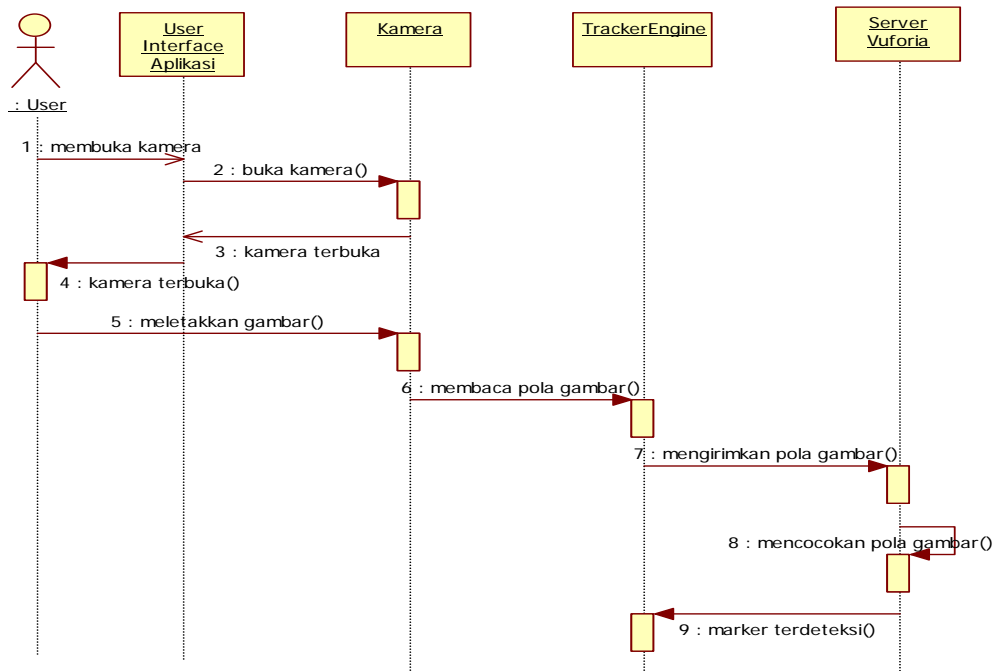 User
Interface
Aplikasi
Kamera
TrackerEngine
Server
Vuforia
: User
1 : membuka kamera
2 : buka kamera()
3 : kamera terbuka
4 : kamera terbuka()
5 : meletakkan gambar()
6 : membaca pola gambar()
7 : mengirimkan pola gambar()
8 : mencocokan pola gambar()
9 : marker terdeteksi()